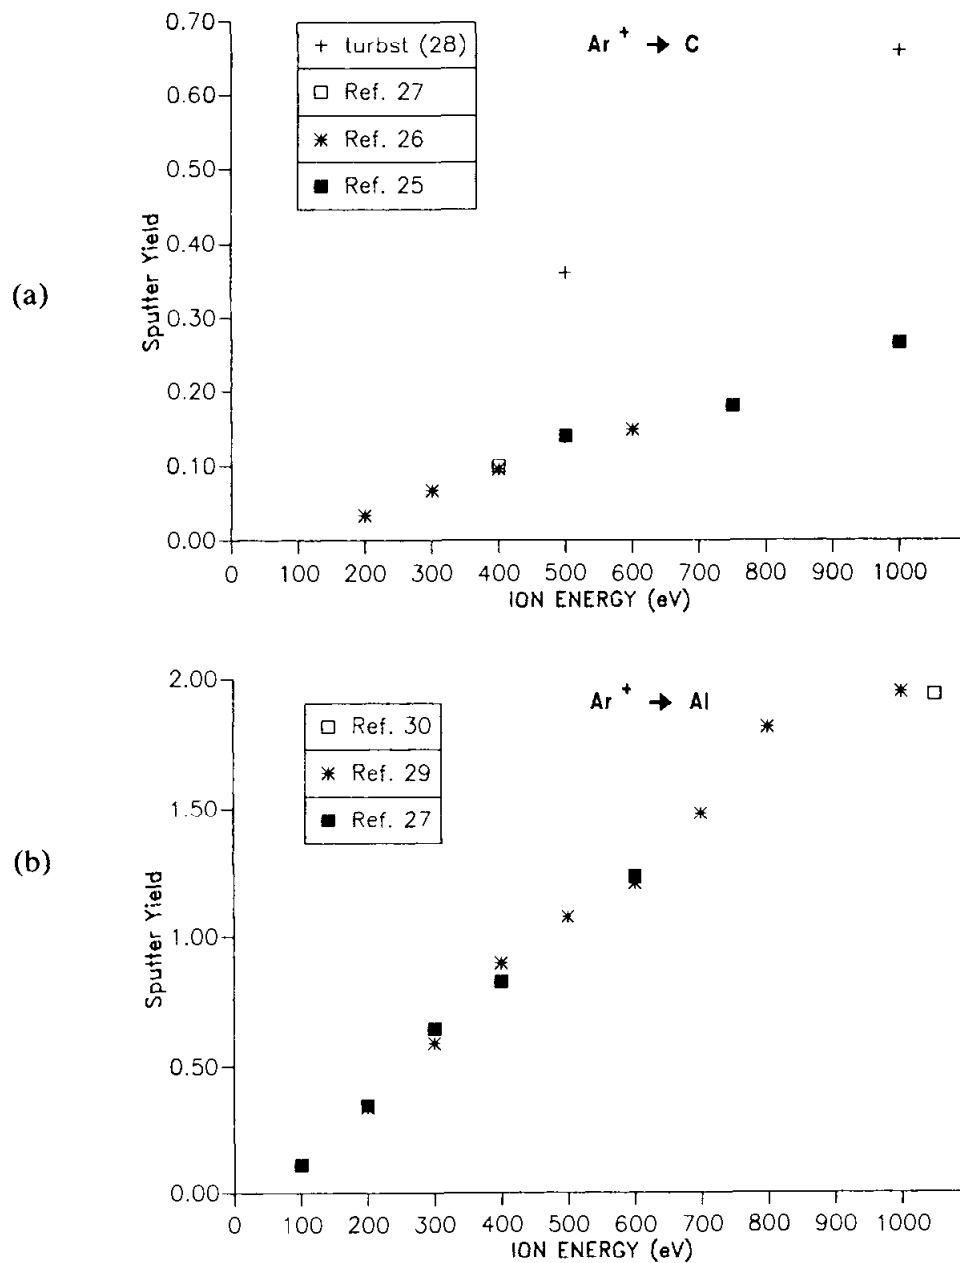 (a)
Sputter Yield
0.70
0.60
0.50
0.40
0.30
0.20
0.10
0.00
+ turbst (28)
□ Ref. 27
✳ Ref. 26
■ Ref. 25
Ar + → C
0 100 200 300 400 500 600 700 800 900 1000
ION ENERGY (eV)
(b)
Sputter Yield
2.00
1.50
1.00
0.50
0.00
□ Ref. 30
✳ Ref. 29
■ Ref. 27
Ar + → Al
0 100 200 300 400 500 600 700 800 900 1000
ION ENERGY (eV)